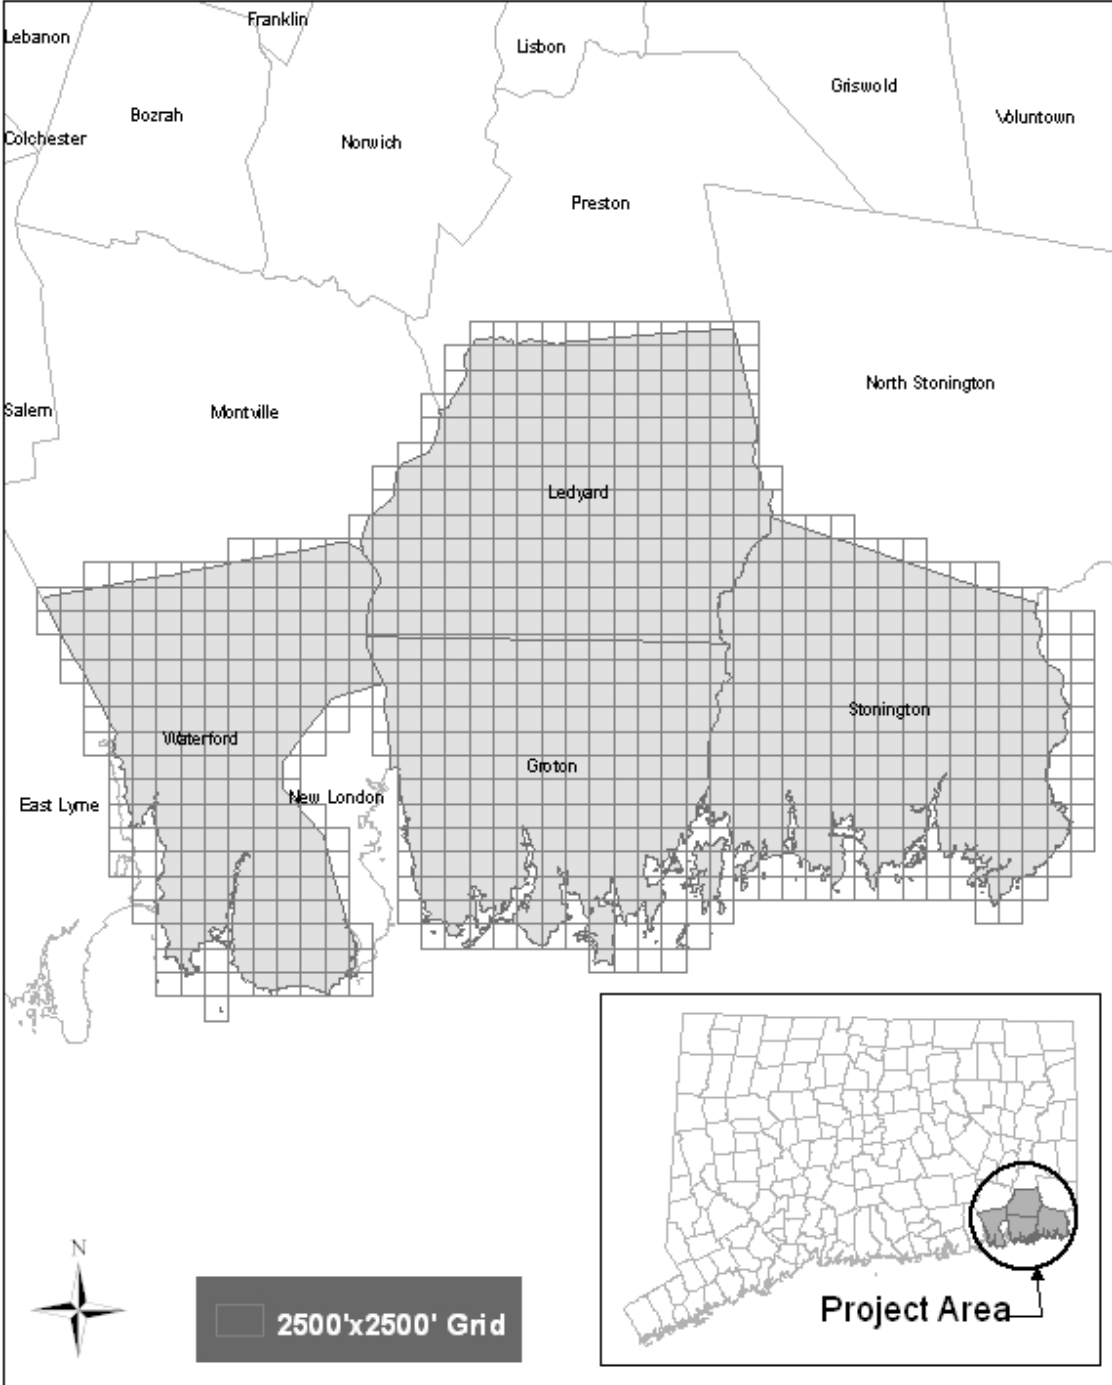 Franklin
Lebanon
Lisbon
Griswold
Bozrah
Voluntown
Colchester
Norwich
Preston
North Stonington
Salem
Montville
Ledyard
Stonington
Waterford
Groton
New London
East Lyme
N
2500'x2500' Grid
Project Area